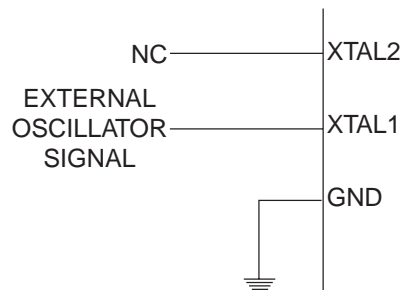 NC
XTAL2
EXTERNAL
OSCILLATOR
SIGNAL
XTAL1
GND